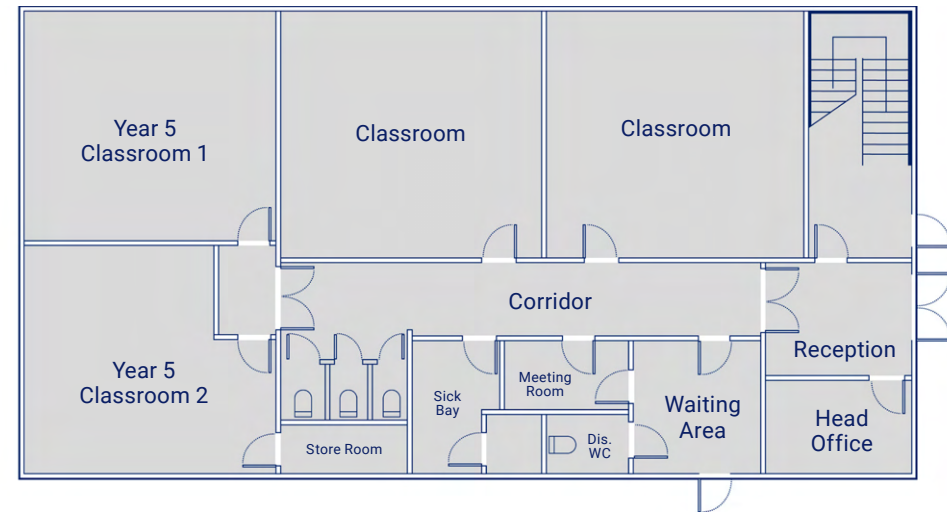 Year 5
Classroom 1
Classroom
Classroom
Corridor
Reception
Year 5
Classroom 2
Meeting
Room
Sick
Bay
Waiting
Area
Head
Office
Store Room
Dis.
WC